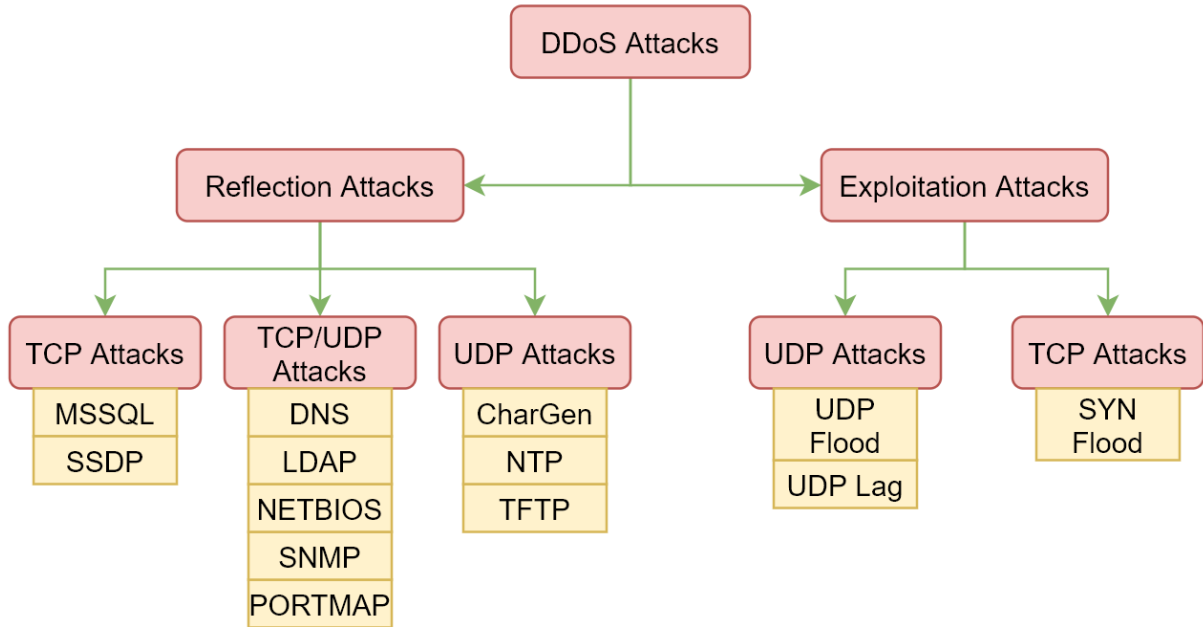 DDoS Attacks
Reflection Attacks
Exploitation Attacks
TCP Attacks
MSSQL
SSDP
TCP/UDP
Attacks
DNS
LDAP
NETBIOS
SNMP
PORTMAP
UDP Attacks
CharGen
NTP
TFTP
UDP Attacks
UDP
Flood
UDP Lag
TCP Attacks
SYN
Flood